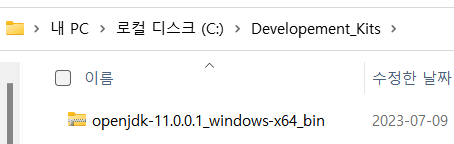 내 PC > 로컬 디스크 (C:) > Developement_Kits >
이름 수정한 날짜
openjdk-11.0.0.1_windows-x64_bin 2023-07-09